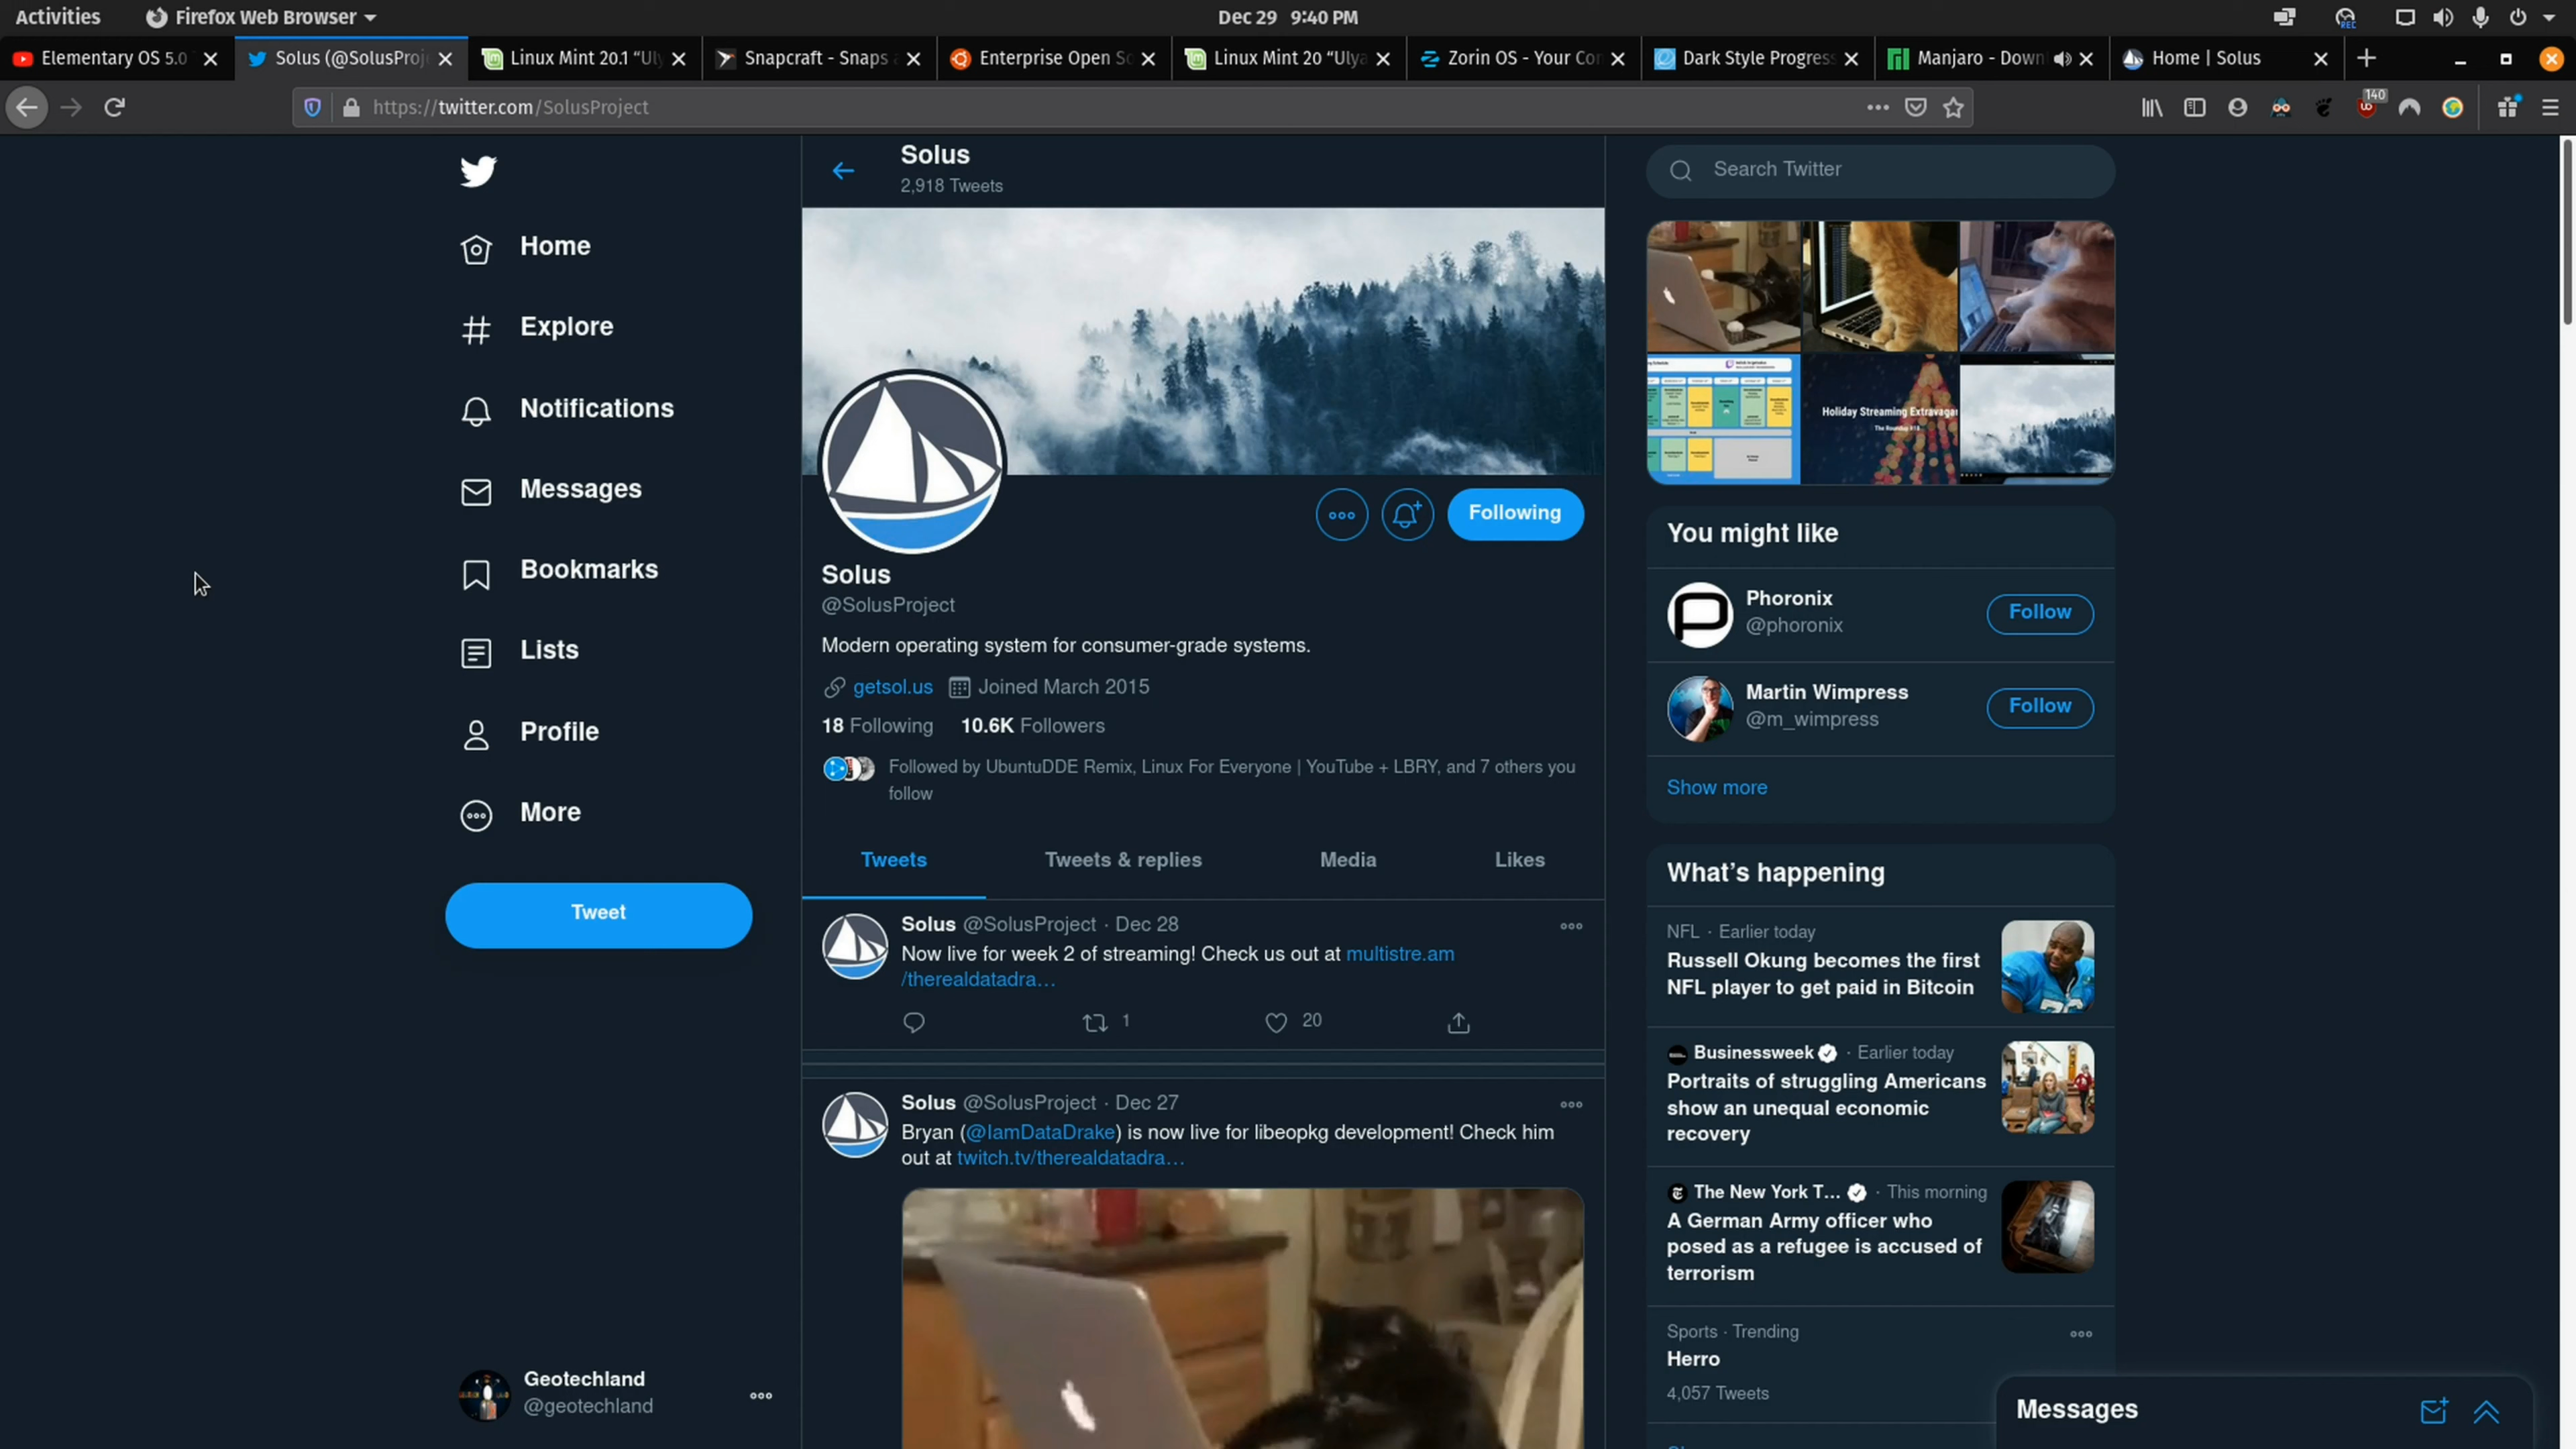 Activities
Firefox Web Browser
Dec 29 9:40 PM
Elementary OS 5.0
Solus (@SolusProj
Linux Mint 20.1 “Uly
Snapcraft - Snaps a
Enterprise Open So
Linux Mint 20 “Ulya
Zorin OS - Your Con
Dark Style Progress
Manjaro - Down
Home | Solus
https://twitter.com/SolusProject
140
Home
Explore
Notifications
Messages
Bookmarks
Lists
Profile
More
Tweet
Geotechland
@geotechland
Solus
2,918 Tweets
Following
Solus
@SolusProject
Modern operating system for consumer-grade systems.
getsol.us Joined March 2015
18 Following 10.6K Followers
Followed by UbuntuDDE Remix, Linux For Everyone | YouTube + LBRY, and 7 others you
follow
Tweets
Tweets & replies
Media
Likes
Solus @SolusProject · Dec 28
Now live for week 2 of streaming! Check us out at multistre.am
/therealdatadra…
1
20
Solus @SolusProject · Dec 27
Bryan (@IamDataDrake) is now live for libeopkg development! Check him
out at twitch.tv/therealdatadra…
Search Twitter
Holiday Streaming Extravagan
The Roundup #18
You might like
Phoronix
@phoronix
Follow
Martin Wimpress
@m_wimpress
Follow
Show more
What’s happening
NFL · Earlier today
Russell Okung becomes the first
NFL player to get paid in Bitcoin
Businessweek · Earlier today
Portraits of struggling Americans
show an unequal economic
recovery
The New York T... · This morning
A German Army officer who
posed as a refugee is accused of
terrorism
Sports · Trending
Herro
4,057 Tweets
Messages